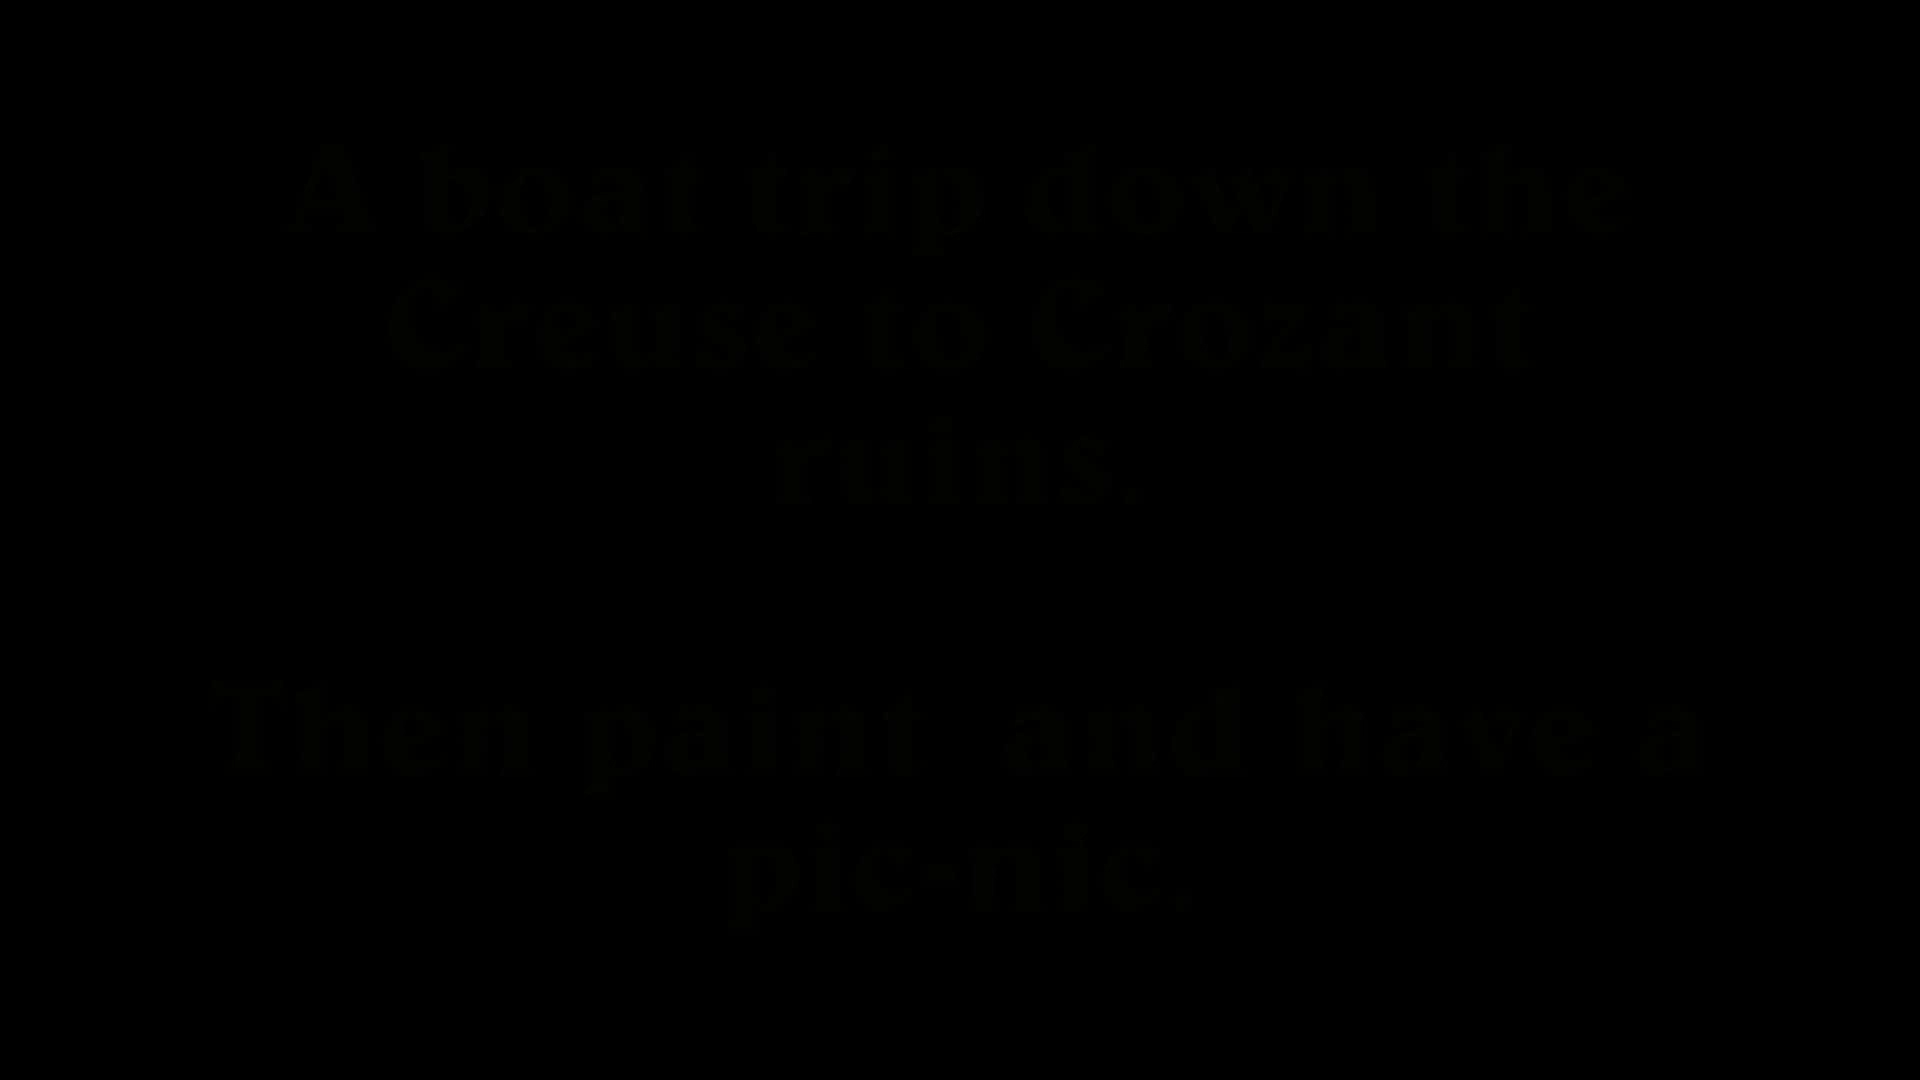 A boat trip down the
Creuse to Crozant
ruins.
Then paint and have a
pic-nic.